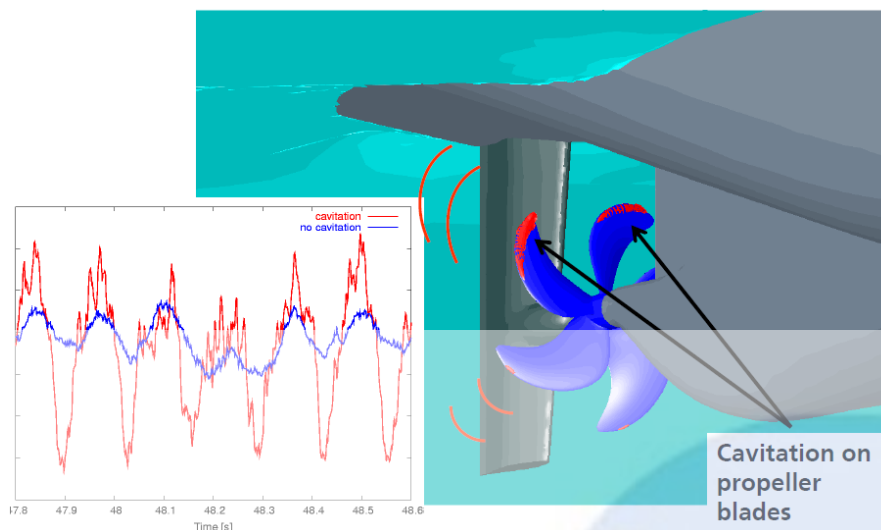 cavitation
no cavitation
17.8 47.9 48 48.1 48.2 48.3 48.4 48.5 48.6
Time [s]
Cavitation on
propeller
blades